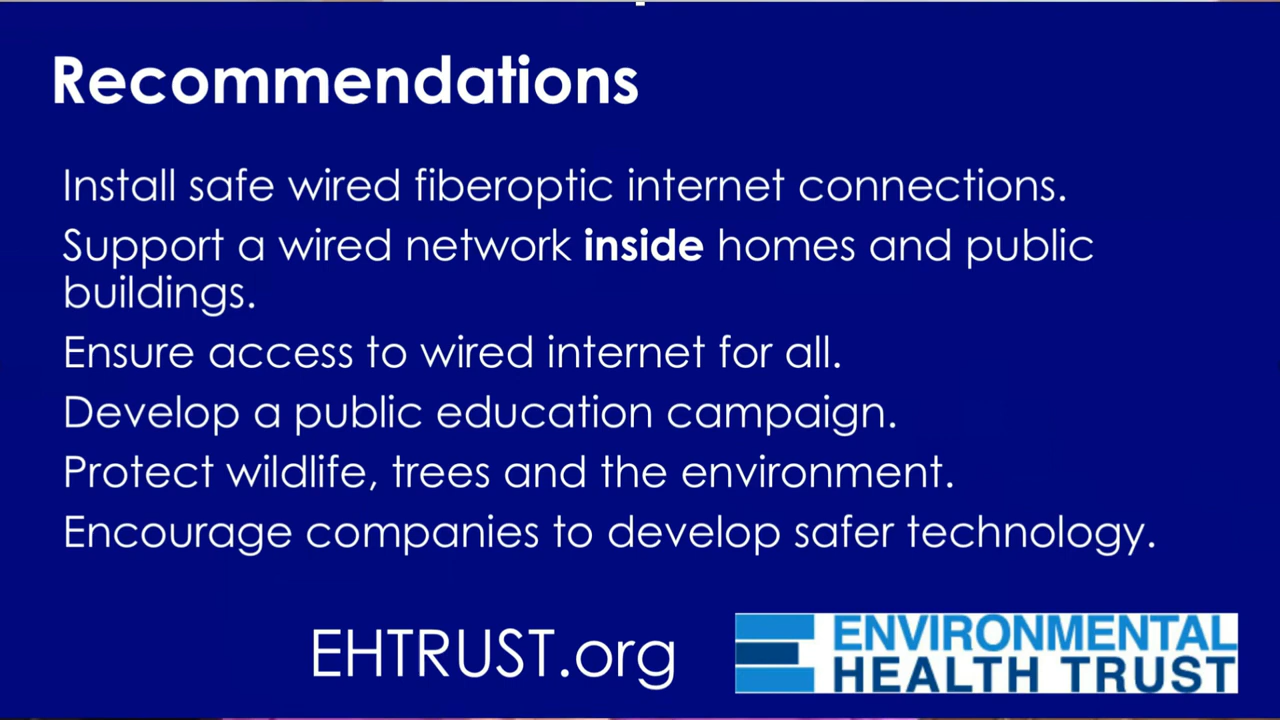 Recommendations
Install safe wired fiberoptic internet connections.
Support a wired network inside homes and public
buildings.
Ensure access to wired internet for all.
Develop a public education campaign.
Protect wildlife, trees and the environment.
Encourage companies to develop safer technology.
EHTRUST.org
ENVIRONMENTAL
HEALTH TRUST